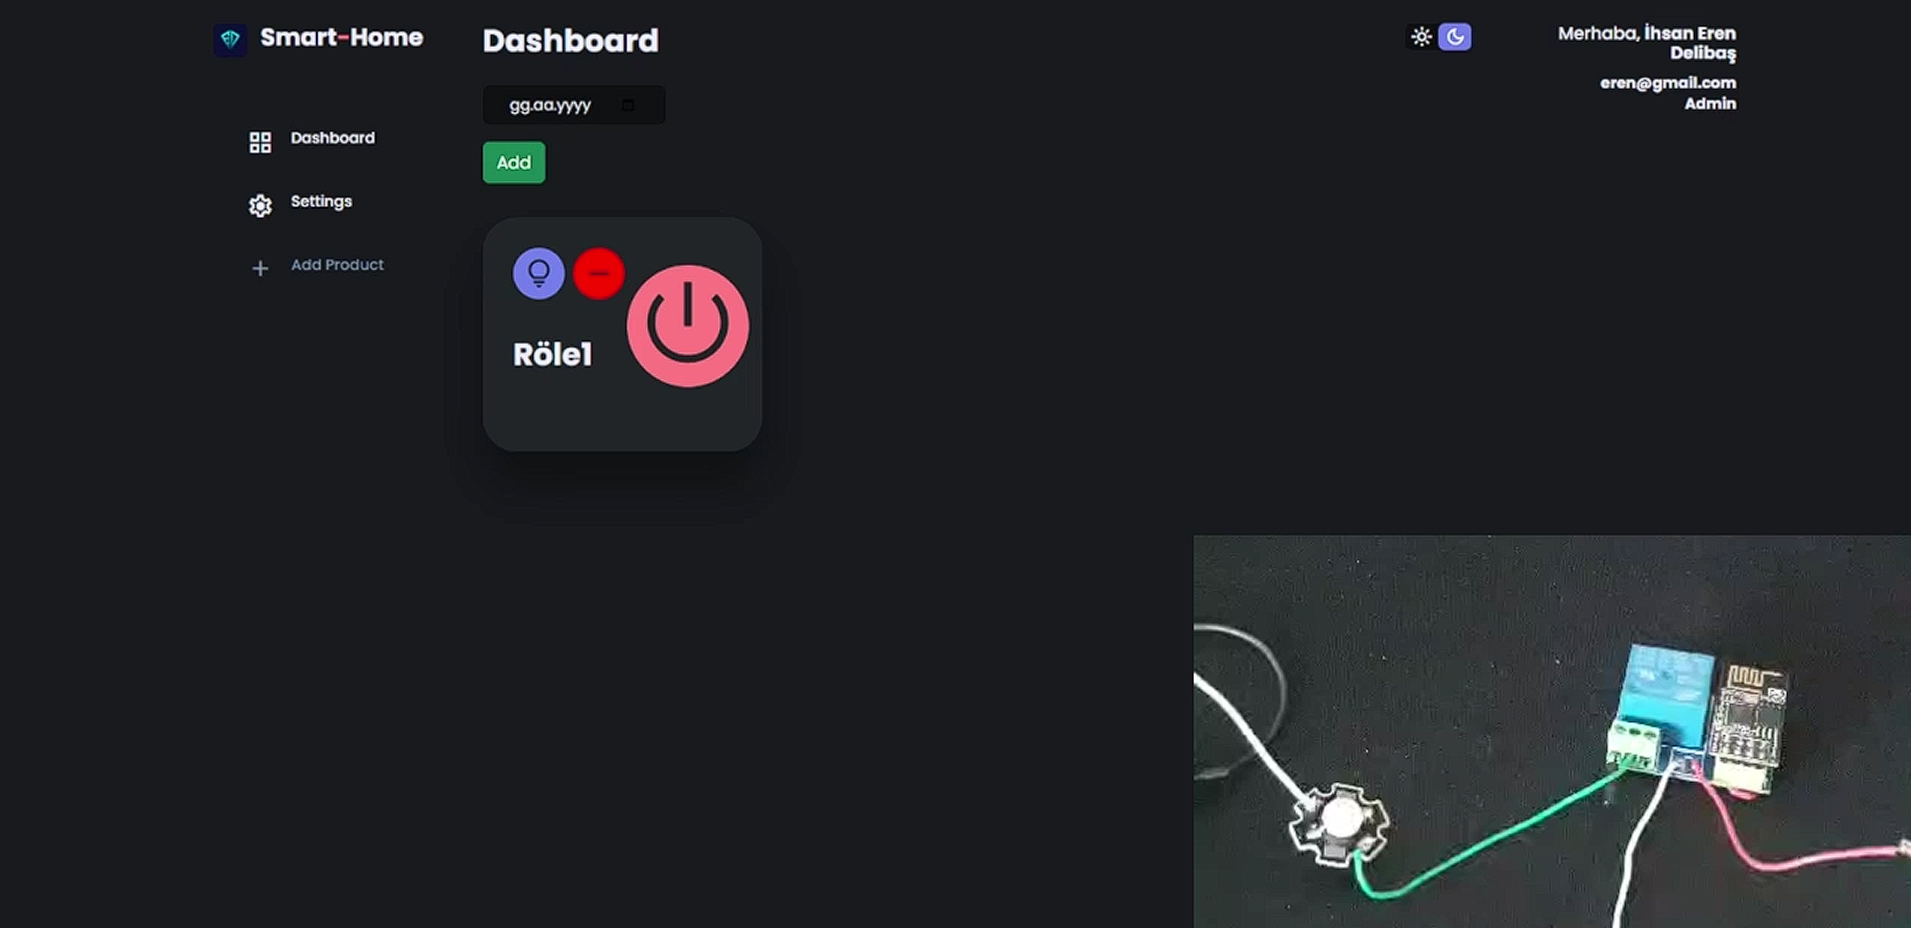 Smart-Home
Dashboard
Settings
Add Product
Dashboard
gg.aa.yyyy
Add
Röle1
Merhaba, İhsan Eren
Delibaş
eren@gmail.com
Admin